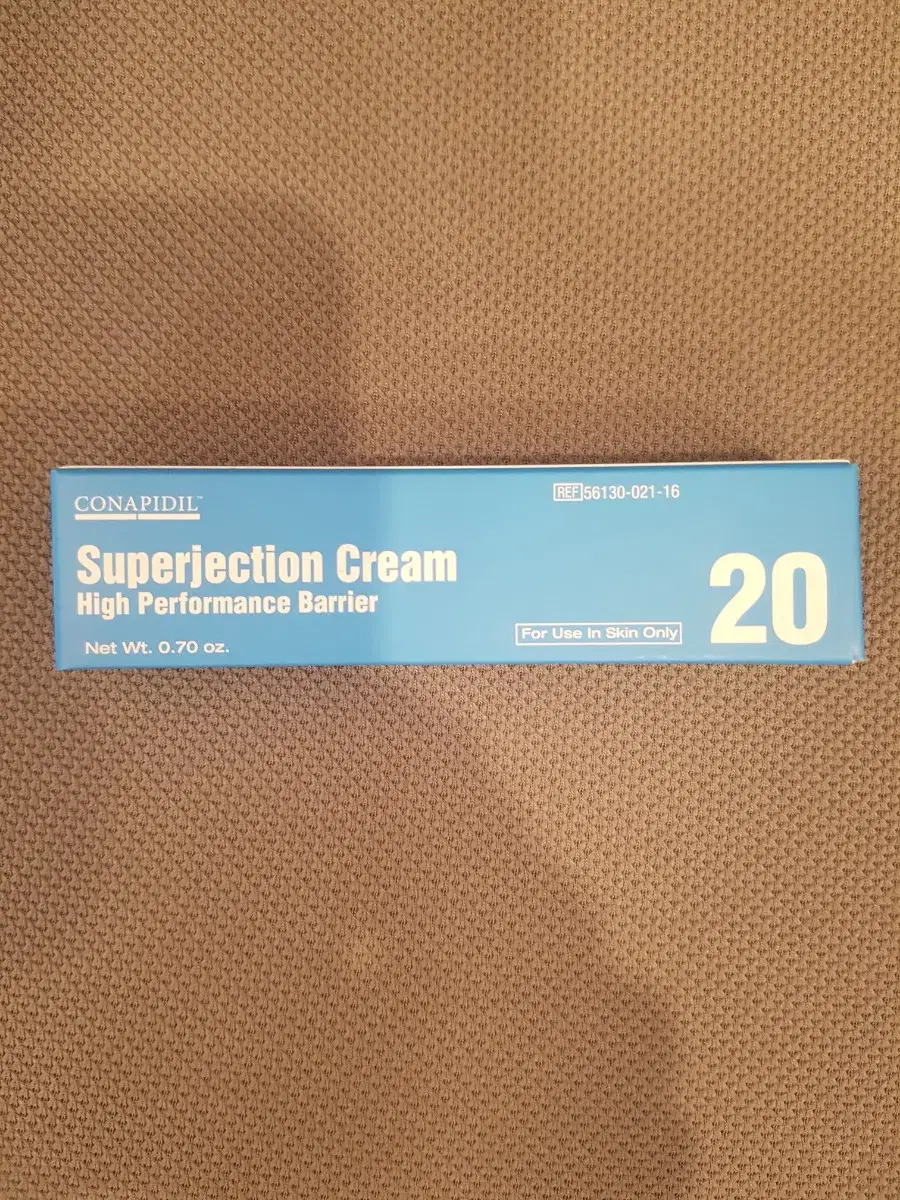 CONAPIDIL™
REF 56130-021-16
Superjection Cream
High Performance Barrier
Net Wt. 0.70 oz.
For Use In Skin Only
20